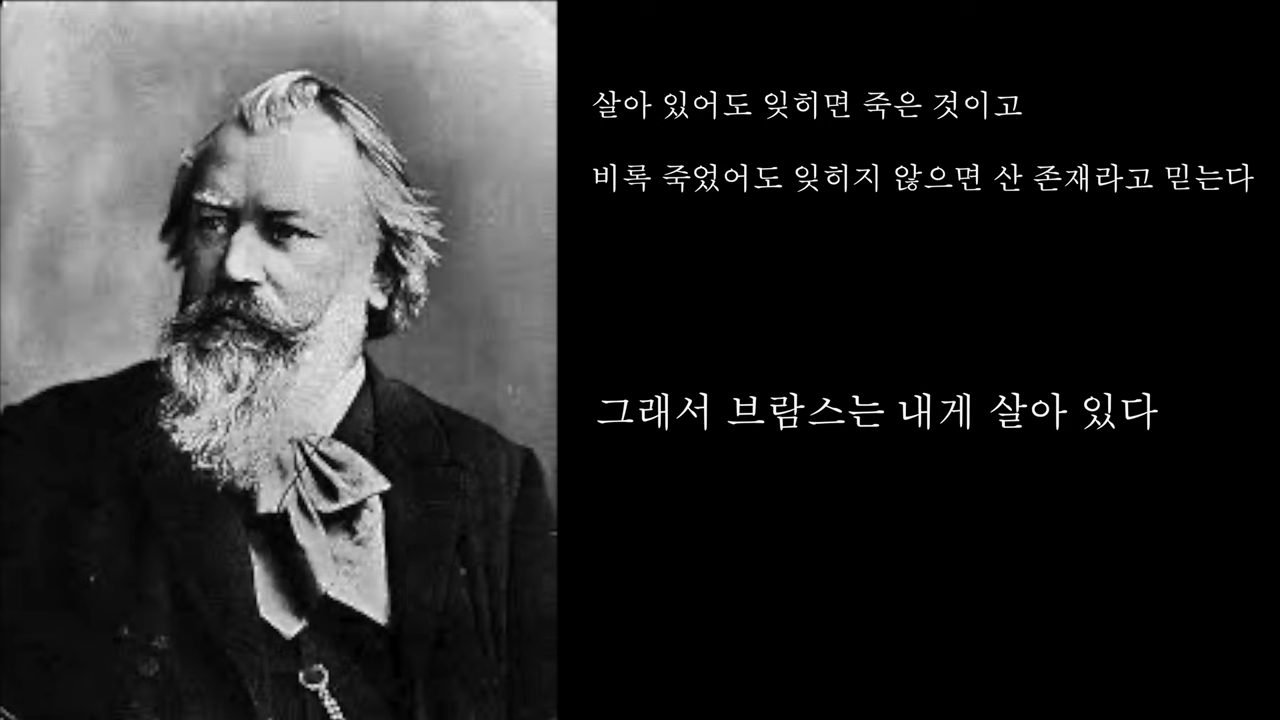 살아 있어도 잊히면 죽은 것이고
비록 죽었어도 잊히지 않으면 산 존재라고 믿는다
그래서 브람스는 내게 살아 있다